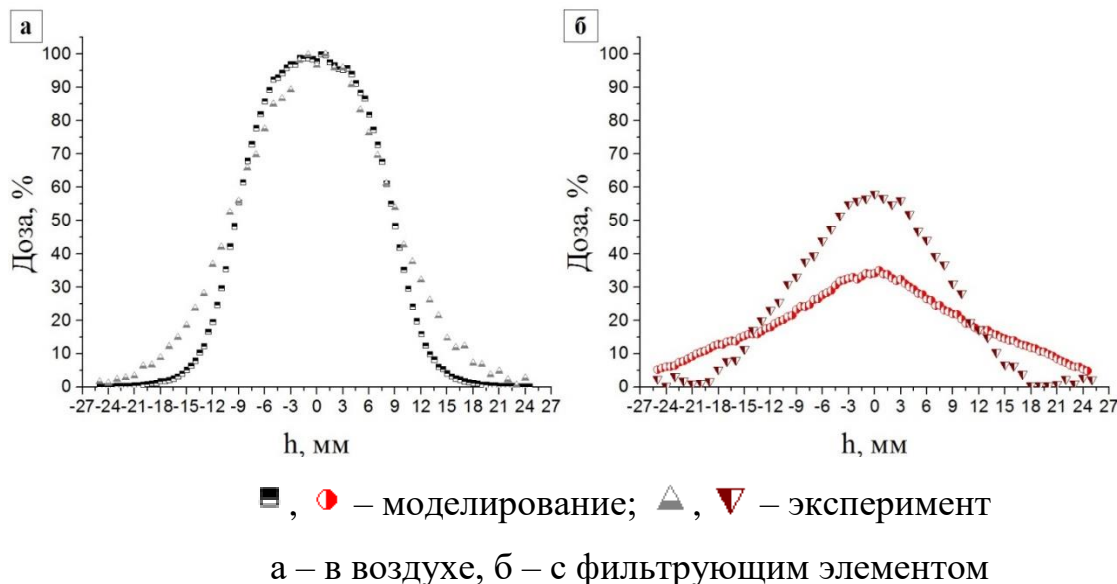 а
Доза, %
100
90
80
70
60
50
40
30
20
10
0
-27-24-21-18-15-12 -9 -6 -3 0 3 6 9 12 15 18 21 24 27
h, мм
б
Доза, %
100
90
80
70
60
50
40
30
20
10
0
-27-24-21-18-15-12 -9 -6 -3 0 3 6 9 12 15 18 21 24 27
h, мм
, – моделирование; , – эксперимент
а – в воздухе, б – с фильтрующим элементом